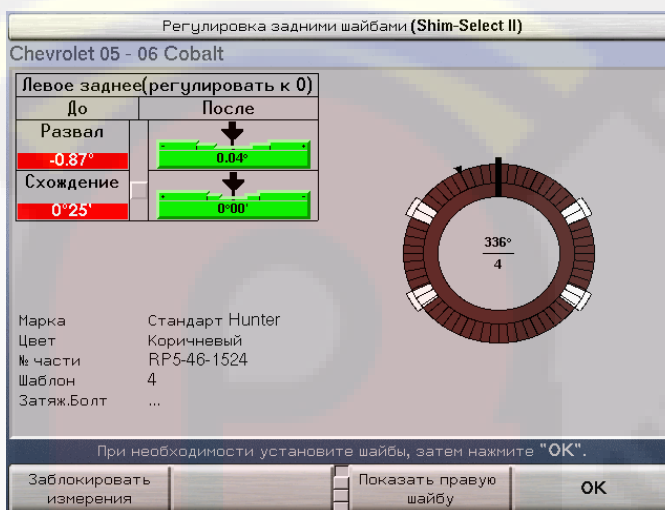 Регулировка задними шайбами (Shim-Select II)
Chevrolet 05 - 06 Cobalt
Левое заднее(регулировать к 0)
До После
Развал
-0.87° 0.04°
Схождение
0°25' 0°00'
336°
4
Марка Стандарт Hunter
Цвет Коричневый
№ части RP5-46-1524
Шаблон 4
Затяж.Болт ...
При необходимости установите шайбы, затем нажмите "OK".
Заблокировать измерения
Показать правую шайбу
OK